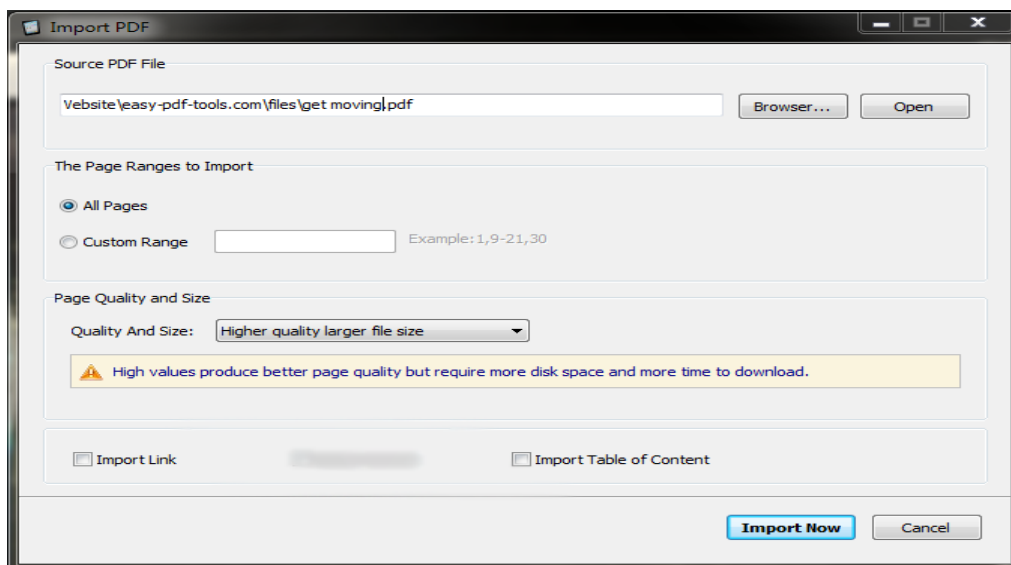 Import PDF
Source PDF File
Website\easy-pdf-tools.com\files\get moving.pdf
Browser...
Open
The Page Ranges to Import
All Pages
Custom Range
Example:1,9-21,30
Page Quality and Size
Quality And Size:
Higher quality larger file size
High values produce better page quality but require more disk space and more time to download.
Import Link
Import Table of Content
Import Now
Cancel